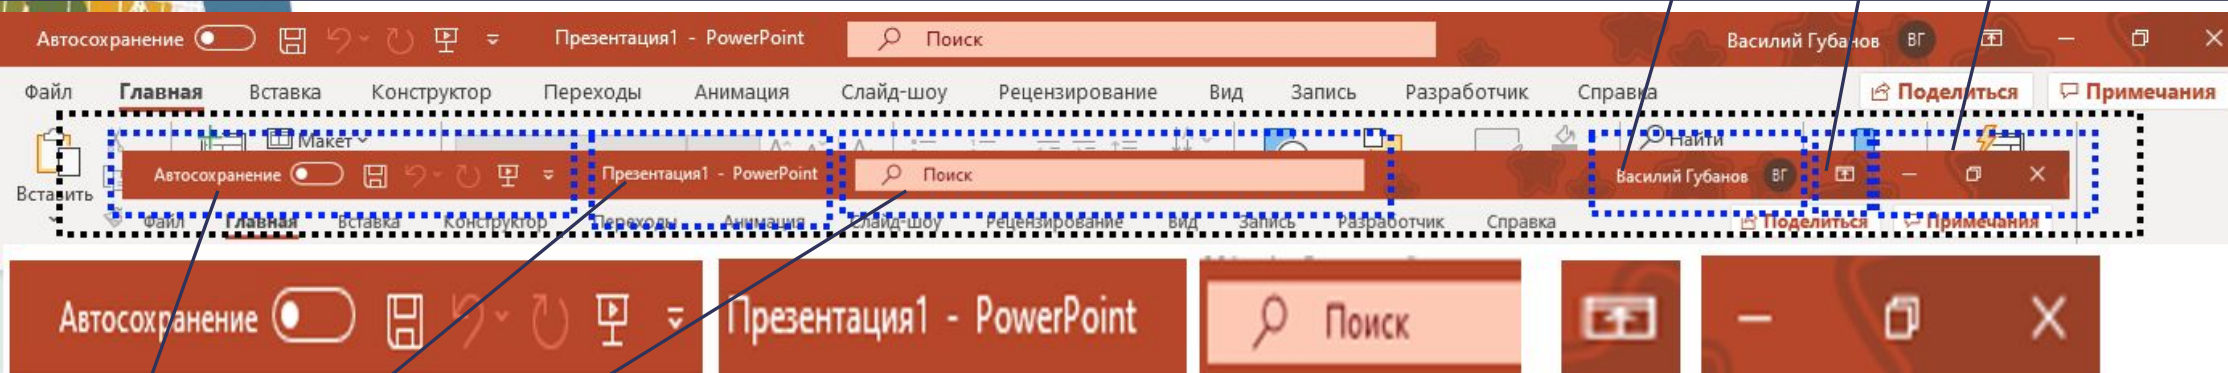 Автосохранение Презентация1 - PowerPoint Поиск Василий Губанов ВГ
Файл Главная Вставка Конструктор Переходы Анимация Слайд-шоу Рецензирование Вид Запись Разработчик Справка Поделиться Примечания
Макет Найти
Вставить
Автосохранение Презентация1 - PowerPoint Поиск Василий Губанов ВГ
Файл Главная Вставка Конструктор Переходы Анимация Слайд-шоу Рецензирование Вид Запись Разработчик Справка Поделиться Примечания
Автосохранение Презентация1 - PowerPoint Поиск